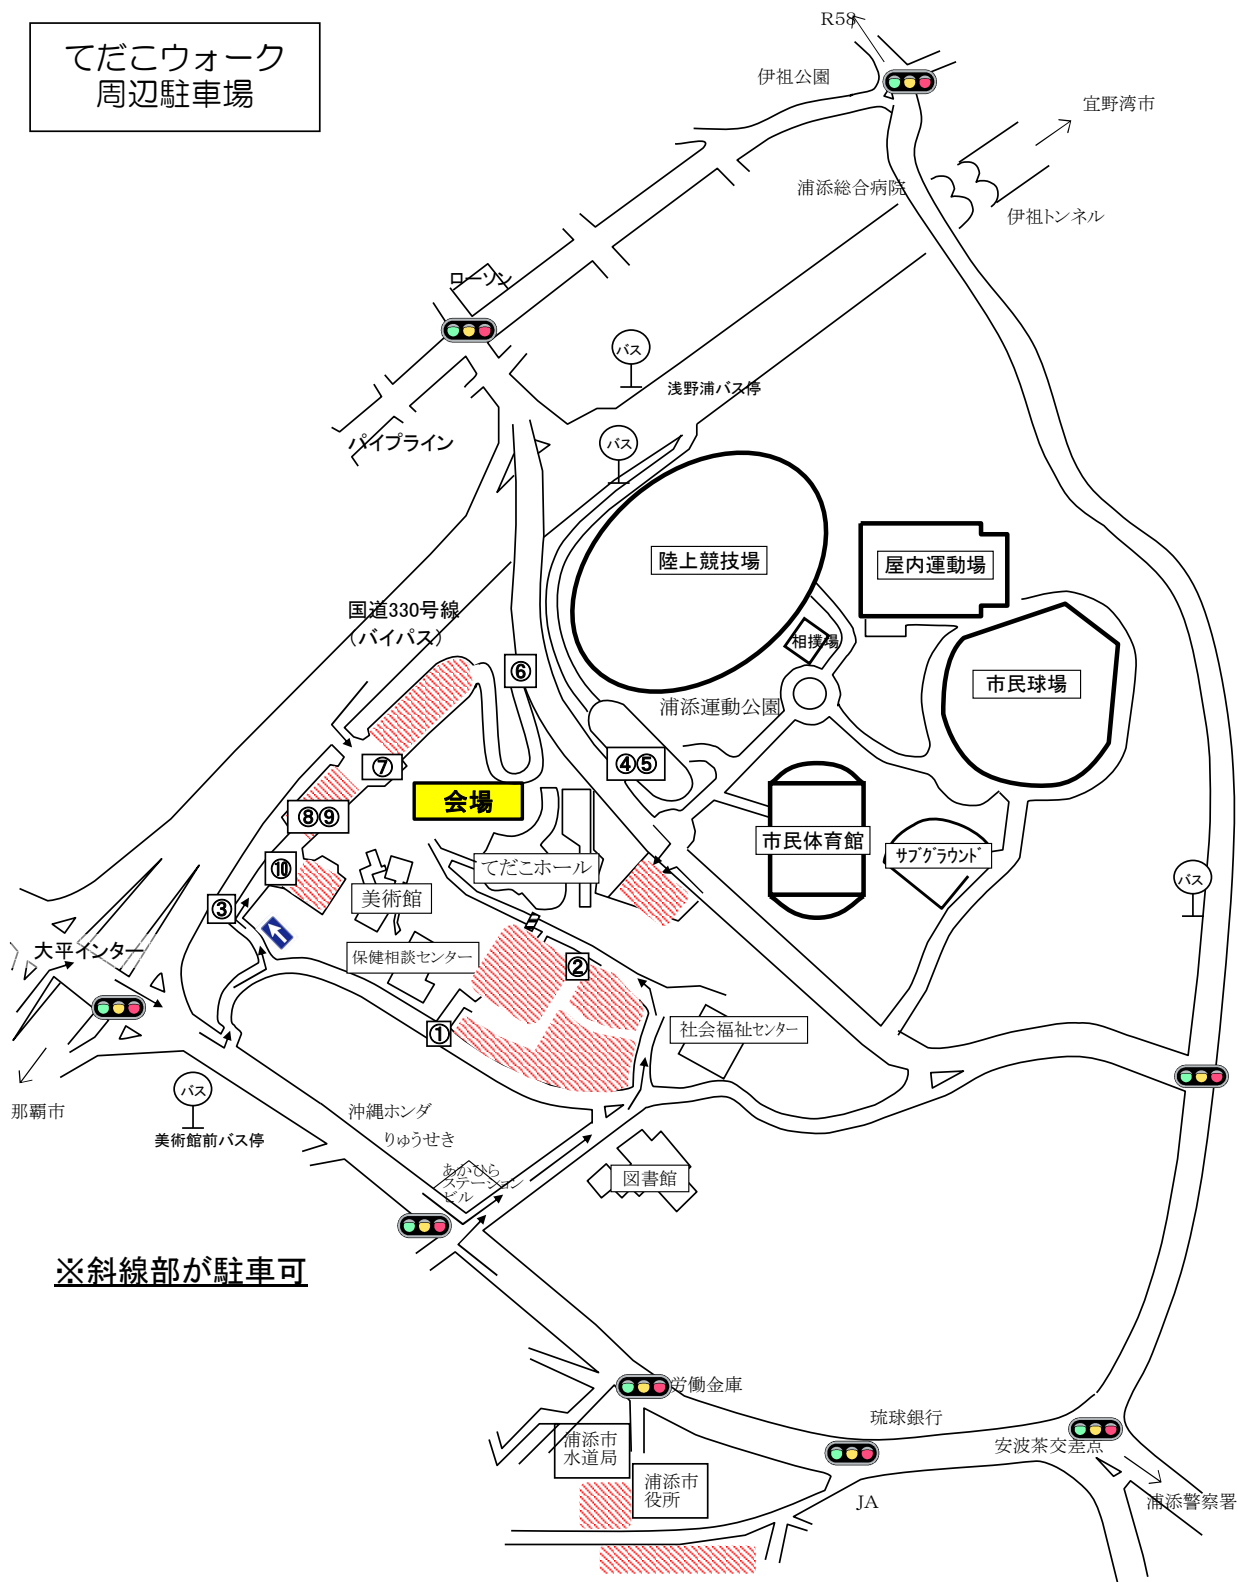 てだこウォーク
周辺駐車場
R58
伊祖公園
宜野湾市
浦添総合病院
伊祖トンネル
ローソン
バス
浅野浦バス停
バス
パイプライン
陸上競技場
屋内運動場
国道330号線
(バイパス)
相撲場
⑥
市民球場
浦添運動公園
④⑤
⑦
会場
⑧⑨
市民体育館
サブグラウンド
てだこホール
⑩
美術館
バス
③
大平インター
保健相談センター
②
①
社会福祉センター
那覇市
バス
美術館前バス停
沖縄ホンダ
りゅうせき
あかひら
ステーション
ビル
図書館
※斜線部が駐車可
労働金庫
琉球銀行
安波茶交差点
浦添市
水道局
浦添市
役所
JA
浦添警察署